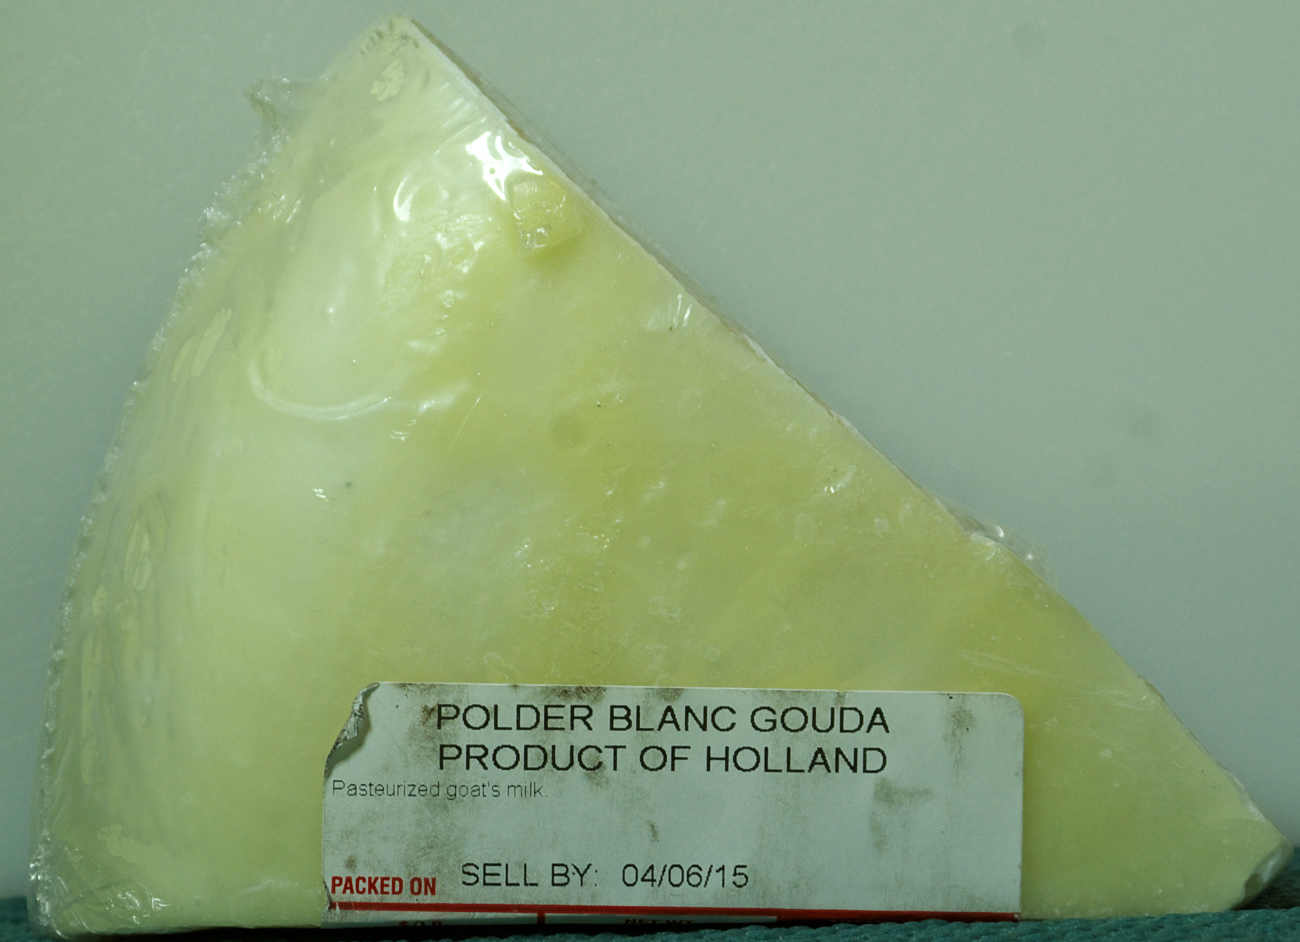 POLDER BLANC GOUDA
PRODUCT OF HOLLAND
Pasteurized goat's milk.
PACKED ON SELL BY: 04/06/15